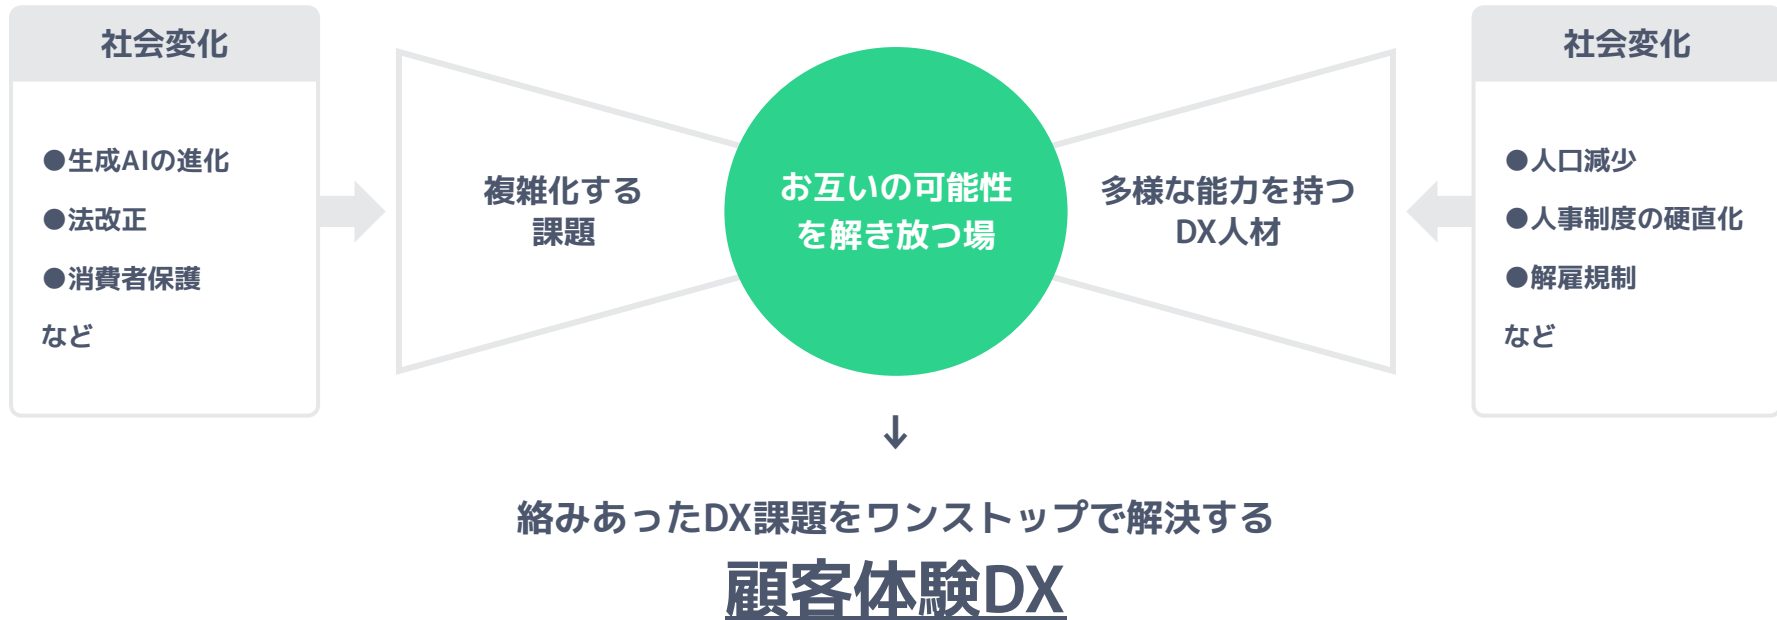 社会変化
●生成AIの進化
●法改正
●消費者保護
など
複雑化する
課題
お互いの可能性
を解き放つ場
多様な能力を持つ
DX人材
社会変化
●人口減少
●人事制度の硬直化
●解雇規制
など
↓
絡みあったDX課題をワンストップで解決する
顧客体験DX